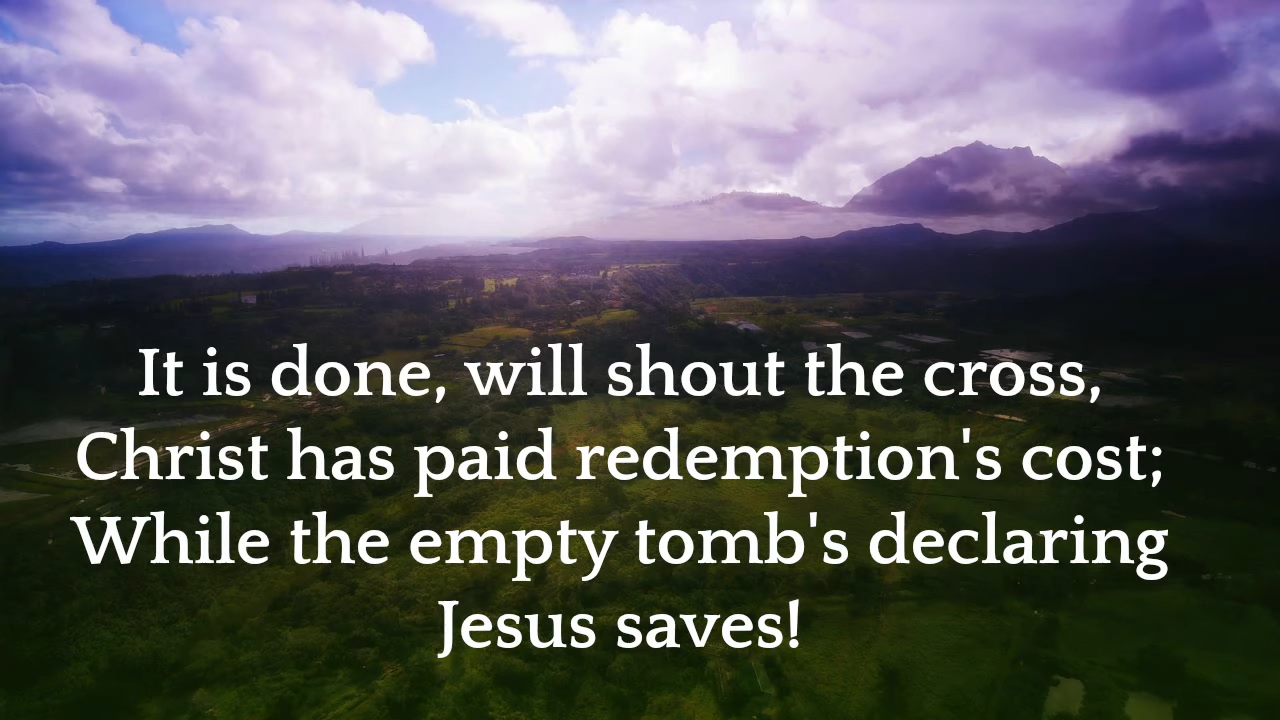 It is done, will shout the cross,
Christ has paid redemption's cost;
While the empty tomb's declaring
Jesus saves!